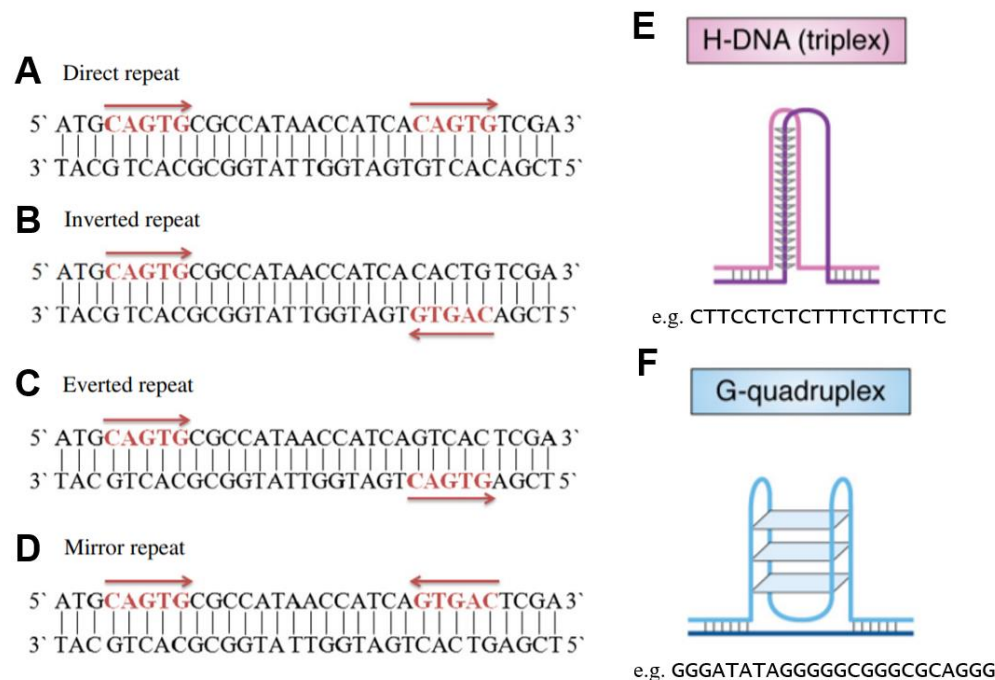 A Direct repeat
5` ATGCAGTGCGCCATAACCATCACAGTGTCGA 3`
3` TACGTCACGCGGTATTGGTAGTGTCACAGCT 5`
B Inverted repeat
5` ATGCAGTGCGCCATAACCATCACACTGTCGA 3`
3` TACGTCACGCGGTATTGGTAGTGTGACAGCT 5`
C Everted repeat
5` ATGCAGTGCGCCATAACCATCAGTCACTCGA 3`
3` TACGTCACGCGGTATTGGTAGTCAGTGAGCT 5`
D Mirror repeat
5` ATGCAGTGCGCCATAACCATCAGTGACTCGA 3`
3` TACGTCACGCGGTATTGGTAGTCACTGAGCT 5`
E H-DNA (triplex)
e.g. CTTCCTCTCTTTCTTCTTC
F G-quadruplex
e.g. GGGATATAGGGGGCGGGCGCAGGG